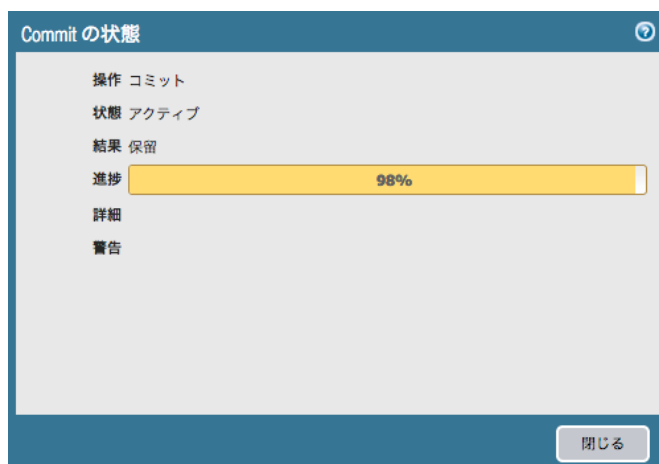 Commit の状態
操作 コミット
状態 アクティブ
結果 保留
進捗 98%
詳細
警告
閉じる